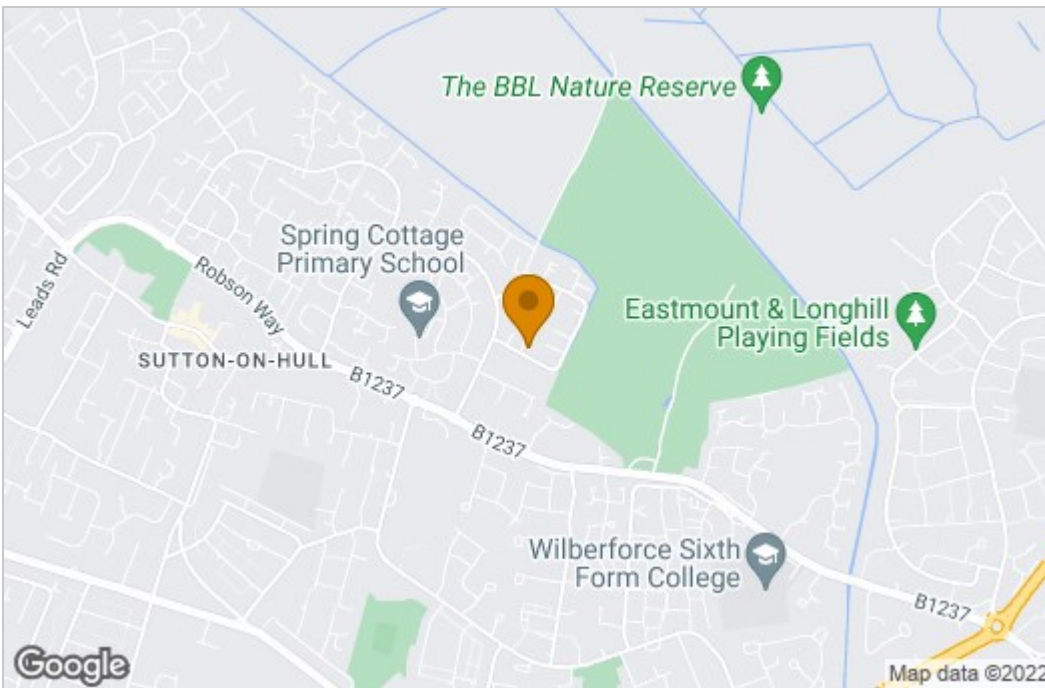 The BBL Nature Reserve
Spring Cottage
Primary School
Leads Rd
Robson Way
Eastmount & Longhill
Playing Fields
SUTTON-ON-HULL
B1237
B1237
Wilberforce Sixth
Form College
B1237
Google
Map data ©2022